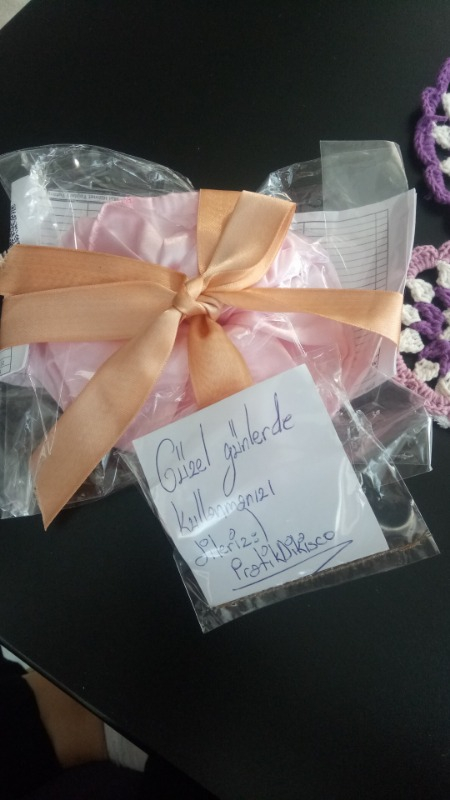 Güzel günlerde
kullanmanızı
dileriz :)
PratikDikisco